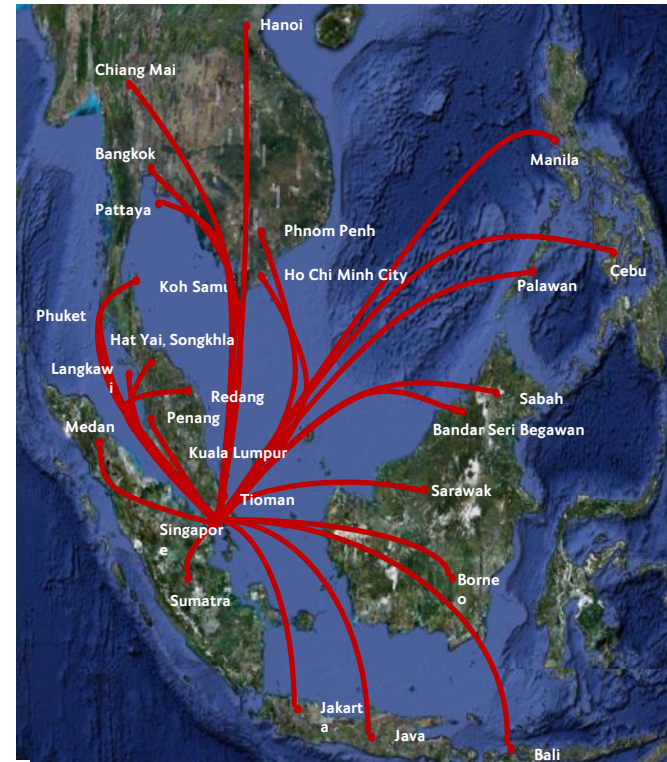 Hanoi
Chiang Mai
Bangkok
Manila
Pattaya
Phnom Penh
Ho Chi Minh City
Cebu
Koh Samu
Palawan
Phuket
Hat Yai, Songkhla
Langkaw
i
Redang
Sabah
Penang
Medan
Bandar Seri Begawan
Kuala Lumpur
Sarawak
Tioman
Singapor
e
Borne
o
Sumatra
Jakart
a
Java
Bali